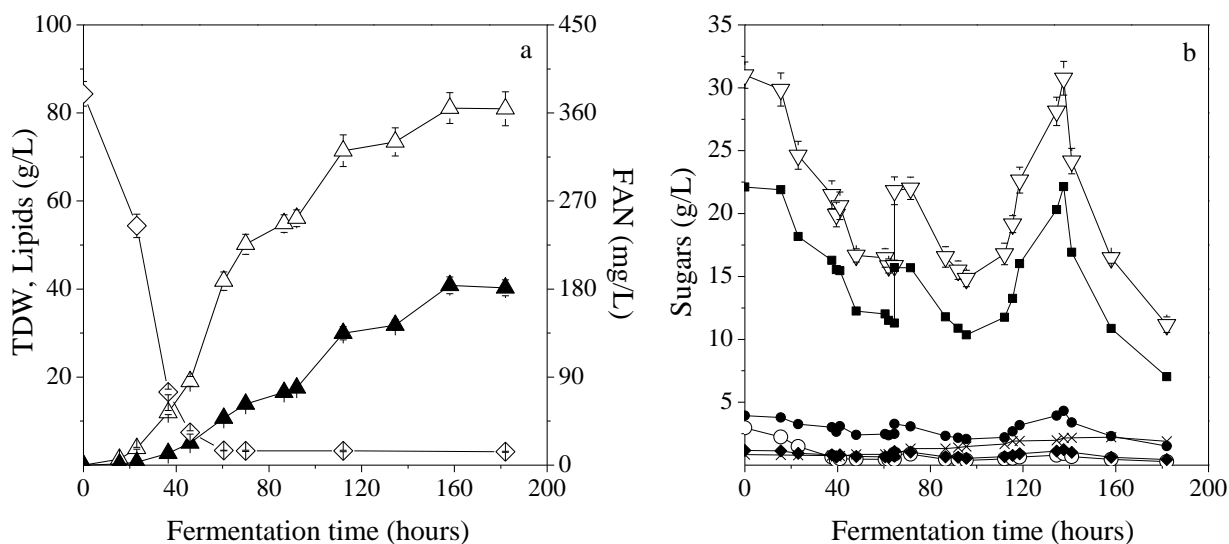 a
100
80
60
40
20
TDW, Lipids (g/L)
450
360
270
180
90
0
FAN (mg/L)
0 40 80 120 160 200
Fermentation time (hours)
b
35
30
25
20
15
10
5
Sugars (g/L)
0 40 80 120 160 200
Fermentation time (hours)